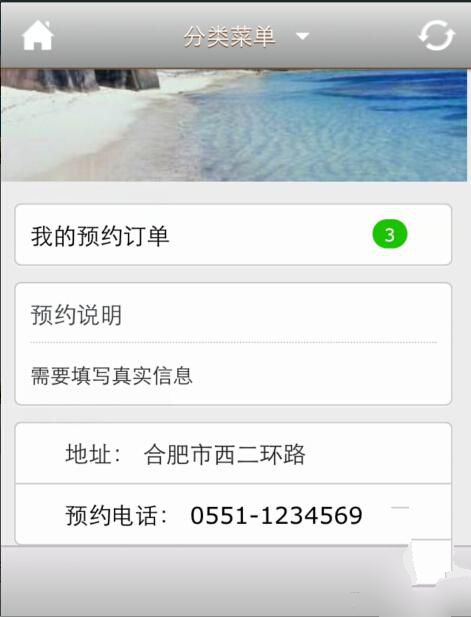 分类菜单
我的预约订单 3
预约说明
需要填写真实信息
地址： 合肥市西二环路
预约电话： 0551-1234569